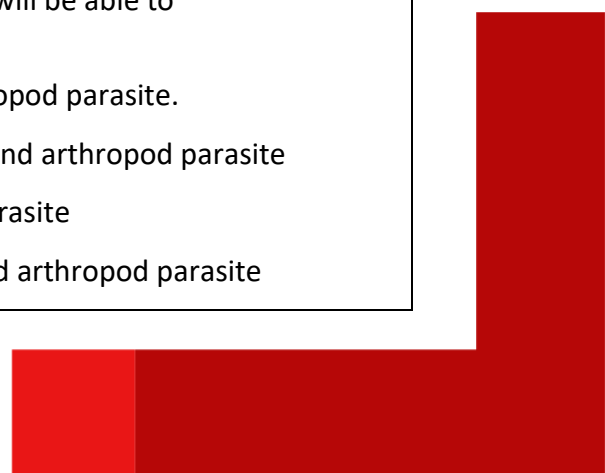 will be able to
opod parasite.
nd arthropod parasite
rasite
d arthropod parasite